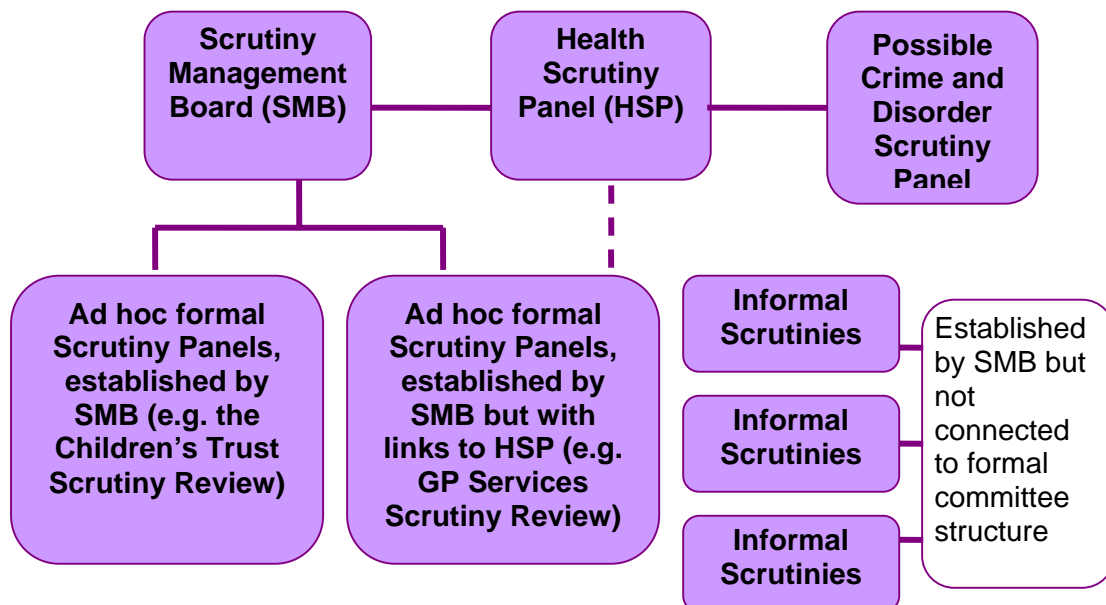 Scrutiny
Management
Board (SMB)
Health
Scrutiny
Panel (HSP)
Possible
Crime and
Disorder
Scrutiny
Panel
Ad hoc formal
Scrutiny Panels,
established by
SMB (e.g. the
Children’s Trust
Scrutiny Review)
Ad hoc formal
Scrutiny Panels,
established by
SMB but with
links to HSP (e.g.
GP Services
Scrutiny Review)
Informal
Scrutinies
Informal
Scrutinies
Informal
Scrutinies
Established
by SMB but
not
connected
to formal
committee
structure